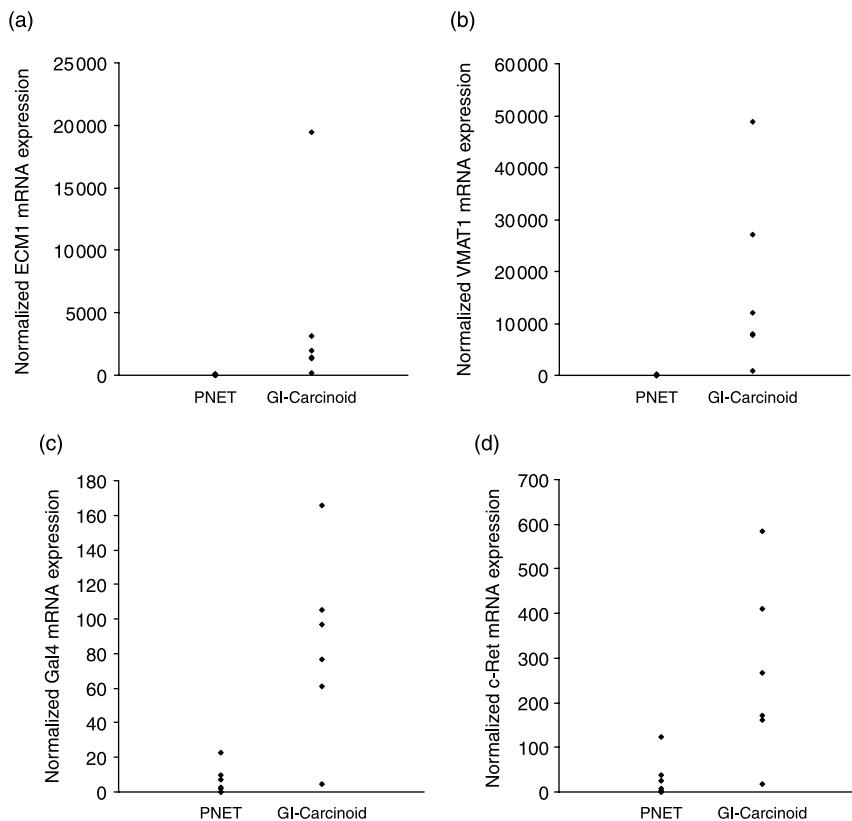 (a)
Normalized ECM1 mRNA expression
25000
20000
15000
10000
5000
0
PNET GI-Carcinoid
(b)
Normalized VMAT1 mRNA expression
60000
50000
40000
30000
20000
10000
0
PNET GI-Carcinoid
(c)
Normalized Gal4 mRNA expression
180
160
140
120
100
80
60
40
20
0
PNET GI-Carcinoid
(d)
Normalized c-Ret mRNA expression
700
600
500
400
300
200
100
0
PNET GI-Carcinoid